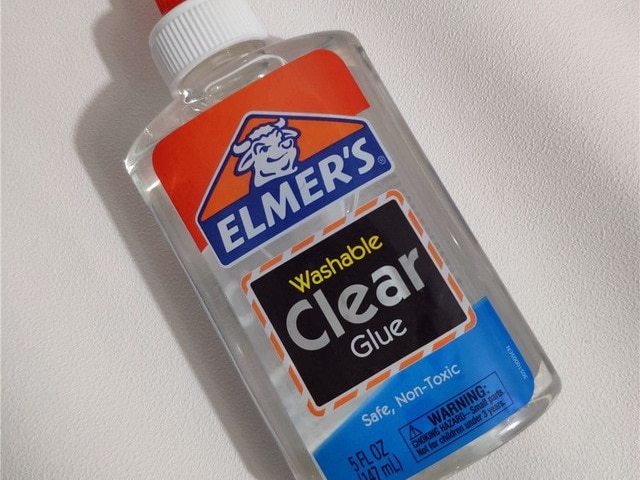 ELMER'S®
Washable
Clear
Glue
Safe, Non-Toxic
5 FL OZ
(147 mL)
WARNING:
CHOKING HAZARD—Small parts.
Not for children under 3 years.